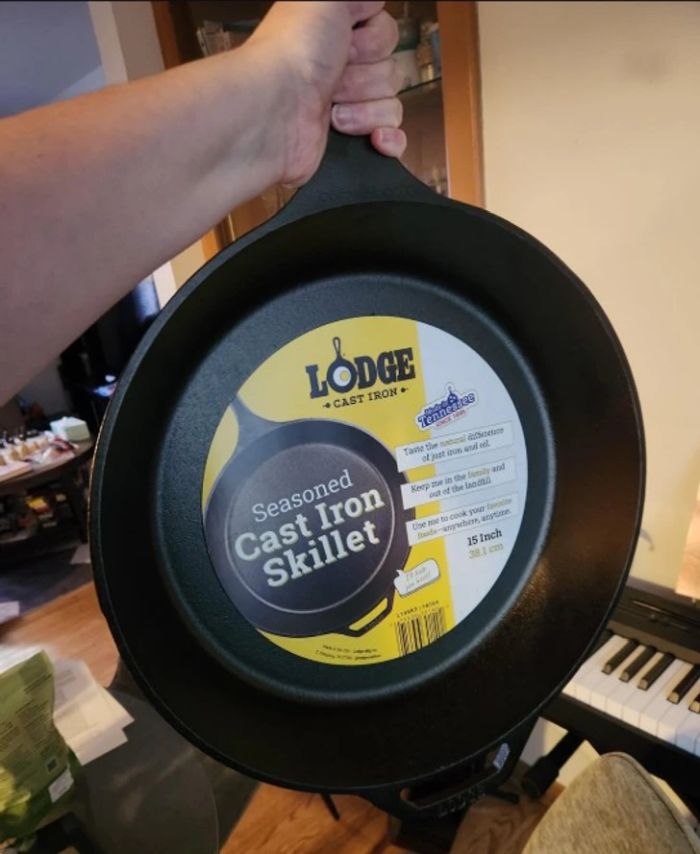 LODGE
CAST IRON
Tennessee
Taste the natural difference
of just iron and oil.
Keep me in the family and
out of the landfill.
Use me to cook your favorite
foods—anywhere, anytime.
Seasoned
Cast Iron
Skillet
15 Inch
38.1 cm